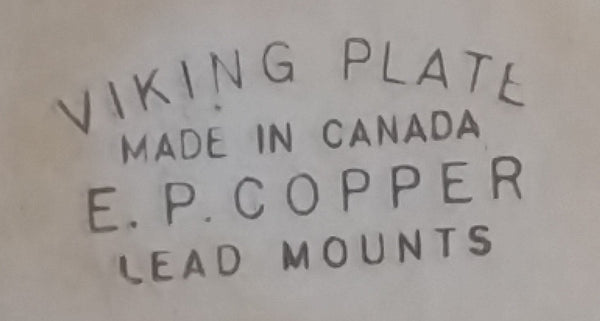 VIKING PLATE
MADE IN CANADA
E. P. COPPER
LEAD MOUNTS